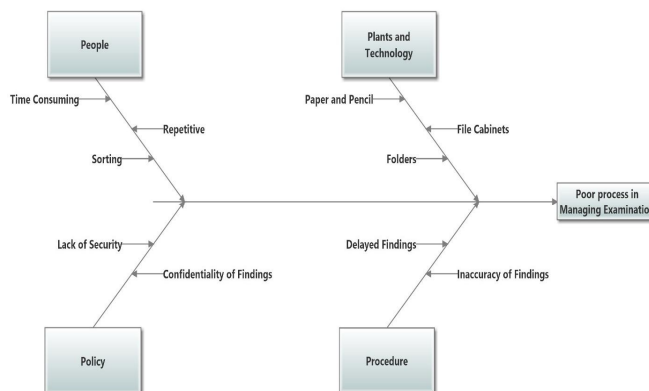 People
Plants and
Technology
Time Consuming
Paper and Pencil
Repetitive
File Cabinets
Sorting
Folders
Poor process in
Managing Examination
Lack of Security
Delayed Findings
Confidentiality of Findings
Inaccuracy of Findings
Policy
Procedure